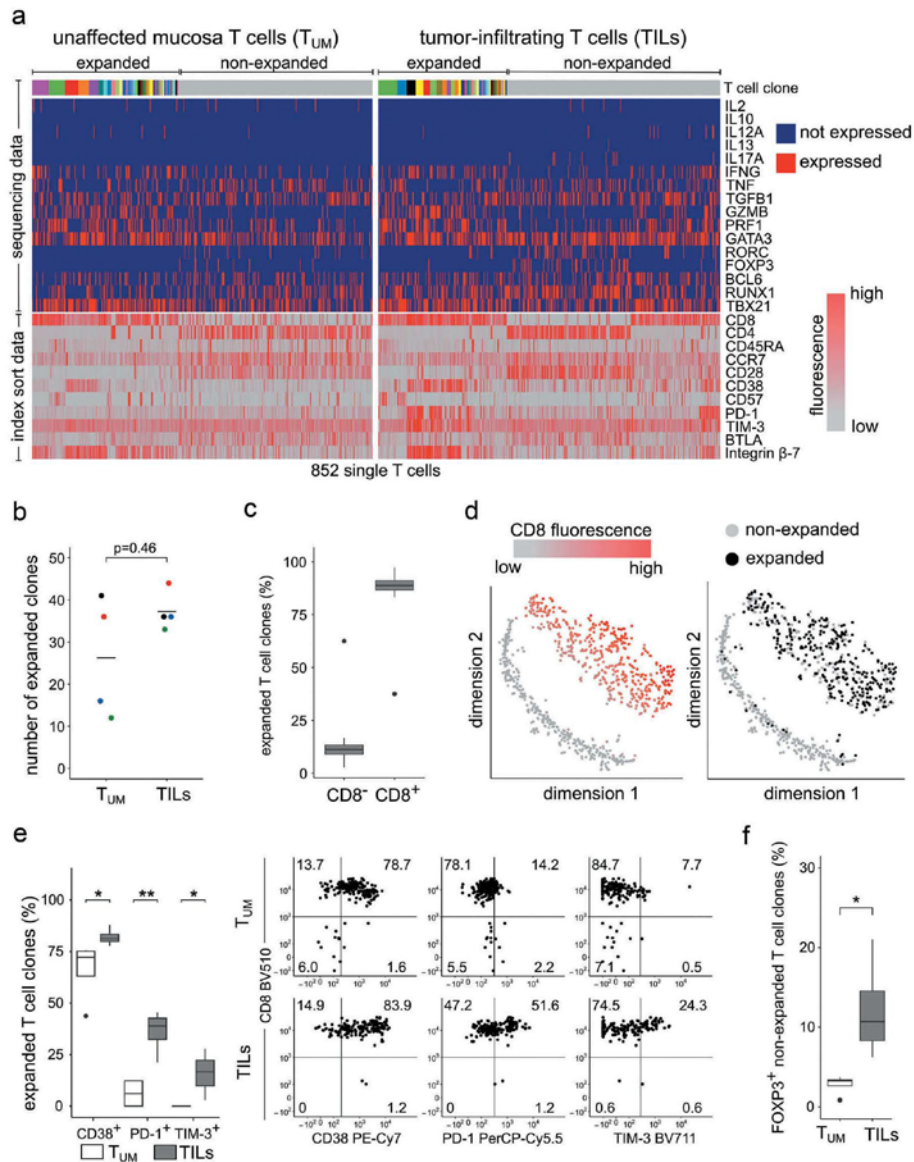 a
unaffected mucosa T cells (TUM)
tumor-infiltrating T cells (TILs)
expanded
non-expanded
expanded
non-expanded
T cell clone
sequencing data
IL2
IL10
IL12A
IL13
IL17A
IFNG
TNF
TGFB1
GZMB
PRF1
GATA3
RORC
FOXP3
BCL6
RUNX1
TBX21
not expressed
expressed
index sort data
CD8
CD4
CD45RA
CCR7
CD28
CD38
CD57
PD-1
TIM-3
BTLA
Integrin β-7
high
fluorescence
low
852 single T cells
b
p=0.46
number of expanded clones
50
40
30
20
10
0
TUM
TILs
c
expanded T cell clones (%)
100
75
50
25
0
CD8-
CD8+
d
CD8 fluorescence
low
high
non-expanded
expanded
dimension 2
dimension 1
dimension 2
dimension 1
e
expanded T cell clones (%)
100
75
50
25
0
*
**
*
CD38+
PD-1+
TIM-3+
TUM
TILs
CD8 BV510
TUM
13.7
78.7
6.0
1.6
78.1
14.2
5.5
2.2
84.7
7.7
7.1
0.5
TILs
14.9
83.9
0
1.2
47.2
51.6
0
1.2
74.5
24.3
0.6
0.6
CD38 PE-Cy7
PD-1 PerCP-Cy5.5
TIM-3 BV711
f
FOXP3+ non-expanded T cell clones (%)
30
20
10
0
*
TUM
TILs